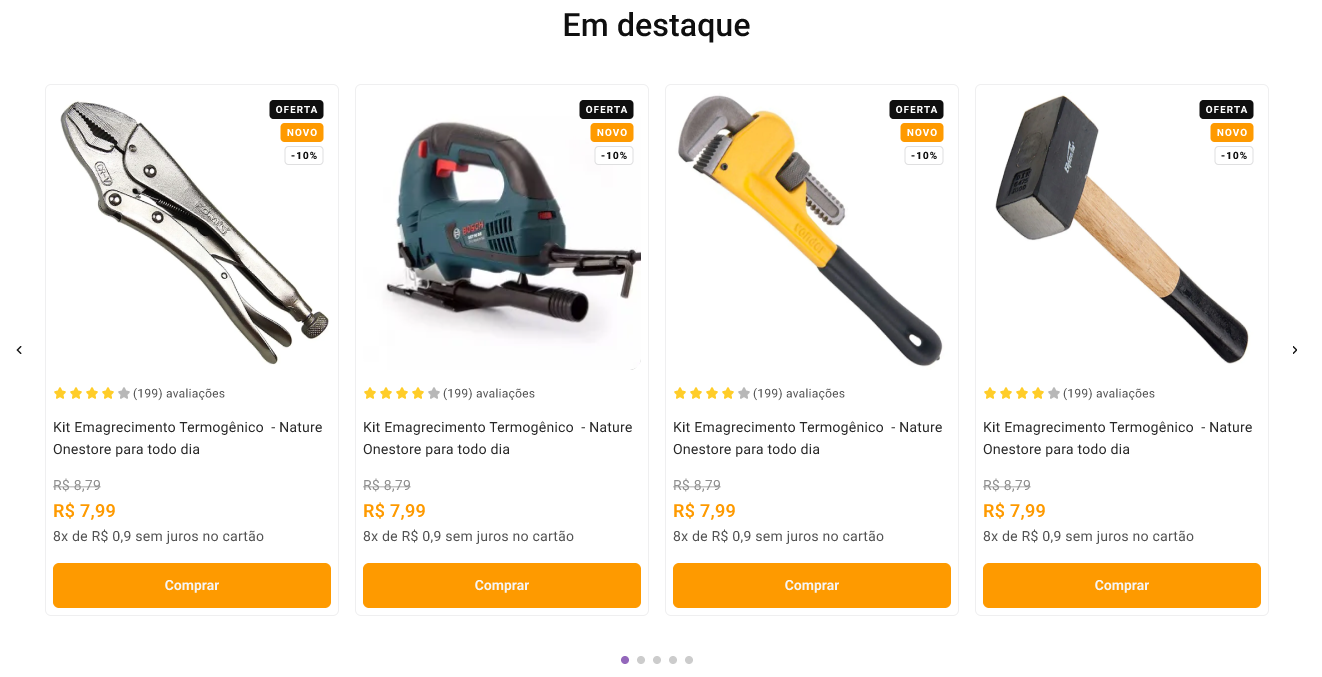 Em destaque
OFERTA
NOVO
-10%
BOSCH
(199) avaliações
Kit Emagrecimento Termogênico - Nature
Onestore para todo dia
R$ 8,79
R$ 7,99
8x de R$ 0,9 sem juros no cartão
Comprar
OFERTA
NOVO
-10%
(199) avaliações
Kit Emagrecimento Termogênico - Nature
Onestore para todo dia
R$ 8,79
R$ 7,99
8x de R$ 0,9 sem juros no cartão
Comprar
OFERTA
NOVO
-10%
(199) avaliações
Kit Emagrecimento Termogênico - Nature
Onestore para todo dia
R$ 8,79
R$ 7,99
8x de R$ 0,9 sem juros no cartão
Comprar
OFERTA
NOVO
-10%
(199) avaliações
Kit Emagrecimento Termogênico - Nature
Onestore para todo dia
R$ 8,79
R$ 7,99
8x de R$ 0,9 sem juros no cartão
Comprar